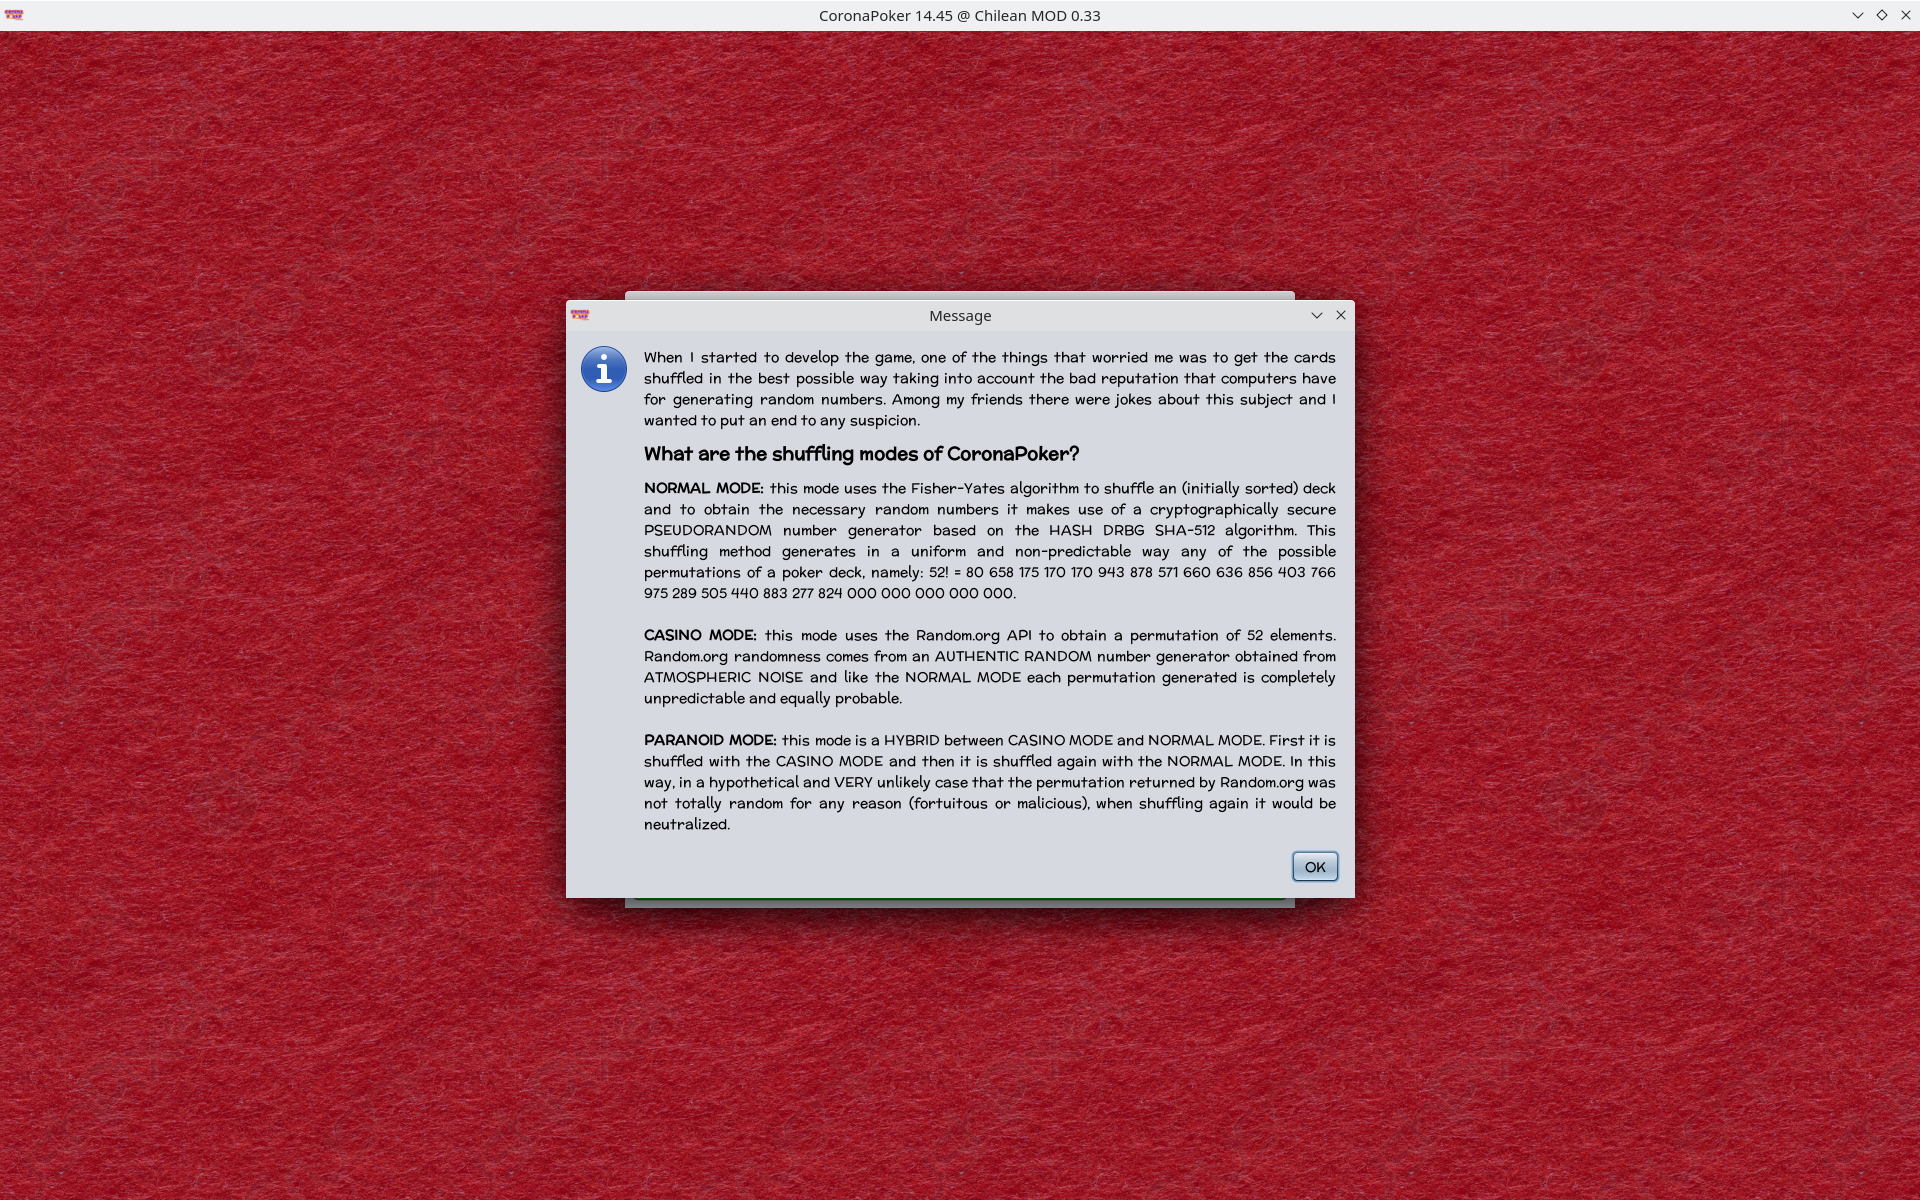 CoronaPoker 14.45 @ Chilean MOD 0.33
Message
When I started to develop the game, one of the things that worried me was to get the cards
shuffled in the best possible way taking into account the bad reputation that computers have
for generating random numbers. Among my friends there were jokes about this subject and I
wanted to put an end to any suspicion.
What are the shuffling modes of CoronaPoker?
NORMAL MODE: this mode uses the Fisher-Yates algorithm to shuffle an (initially sorted) deck
and to obtain the necessary random numbers it makes use of a cryptographically secure
PSEUDORANDOM number generator based on the HASH DRBG SHA-512 algorithm. This
shuffling method generates in a uniform and non-predictable way any of the possible
permutations of a poker deck, namely: 52! = 80 658 175 170 170 943 878 571 660 636 856 403 766
975 289 505 440 883 277 824 000 000 000 000 000.
CASINO MODE: this mode uses the Random.org API to obtain a permutation of 52 elements.
Random.org randomness comes from an AUTHENTIC RANDOM number generator obtained from
ATMOSPHERIC NOISE and like the NORMAL MODE each permutation generated is completely
unpredictable and equally probable.
PARANOID MODE: this mode is a HYBRID between CASINO MODE and NORMAL MODE. First it is
shuffled with the CASINO MODE and then it is shuffled again with the NORMAL MODE. In this
way, in a hypothetical and VERY unlikely case that the permutation returned by Random.org was
not totally random for any reason (fortuitous or malicious), when shuffling again it would be
neutralized.
OK